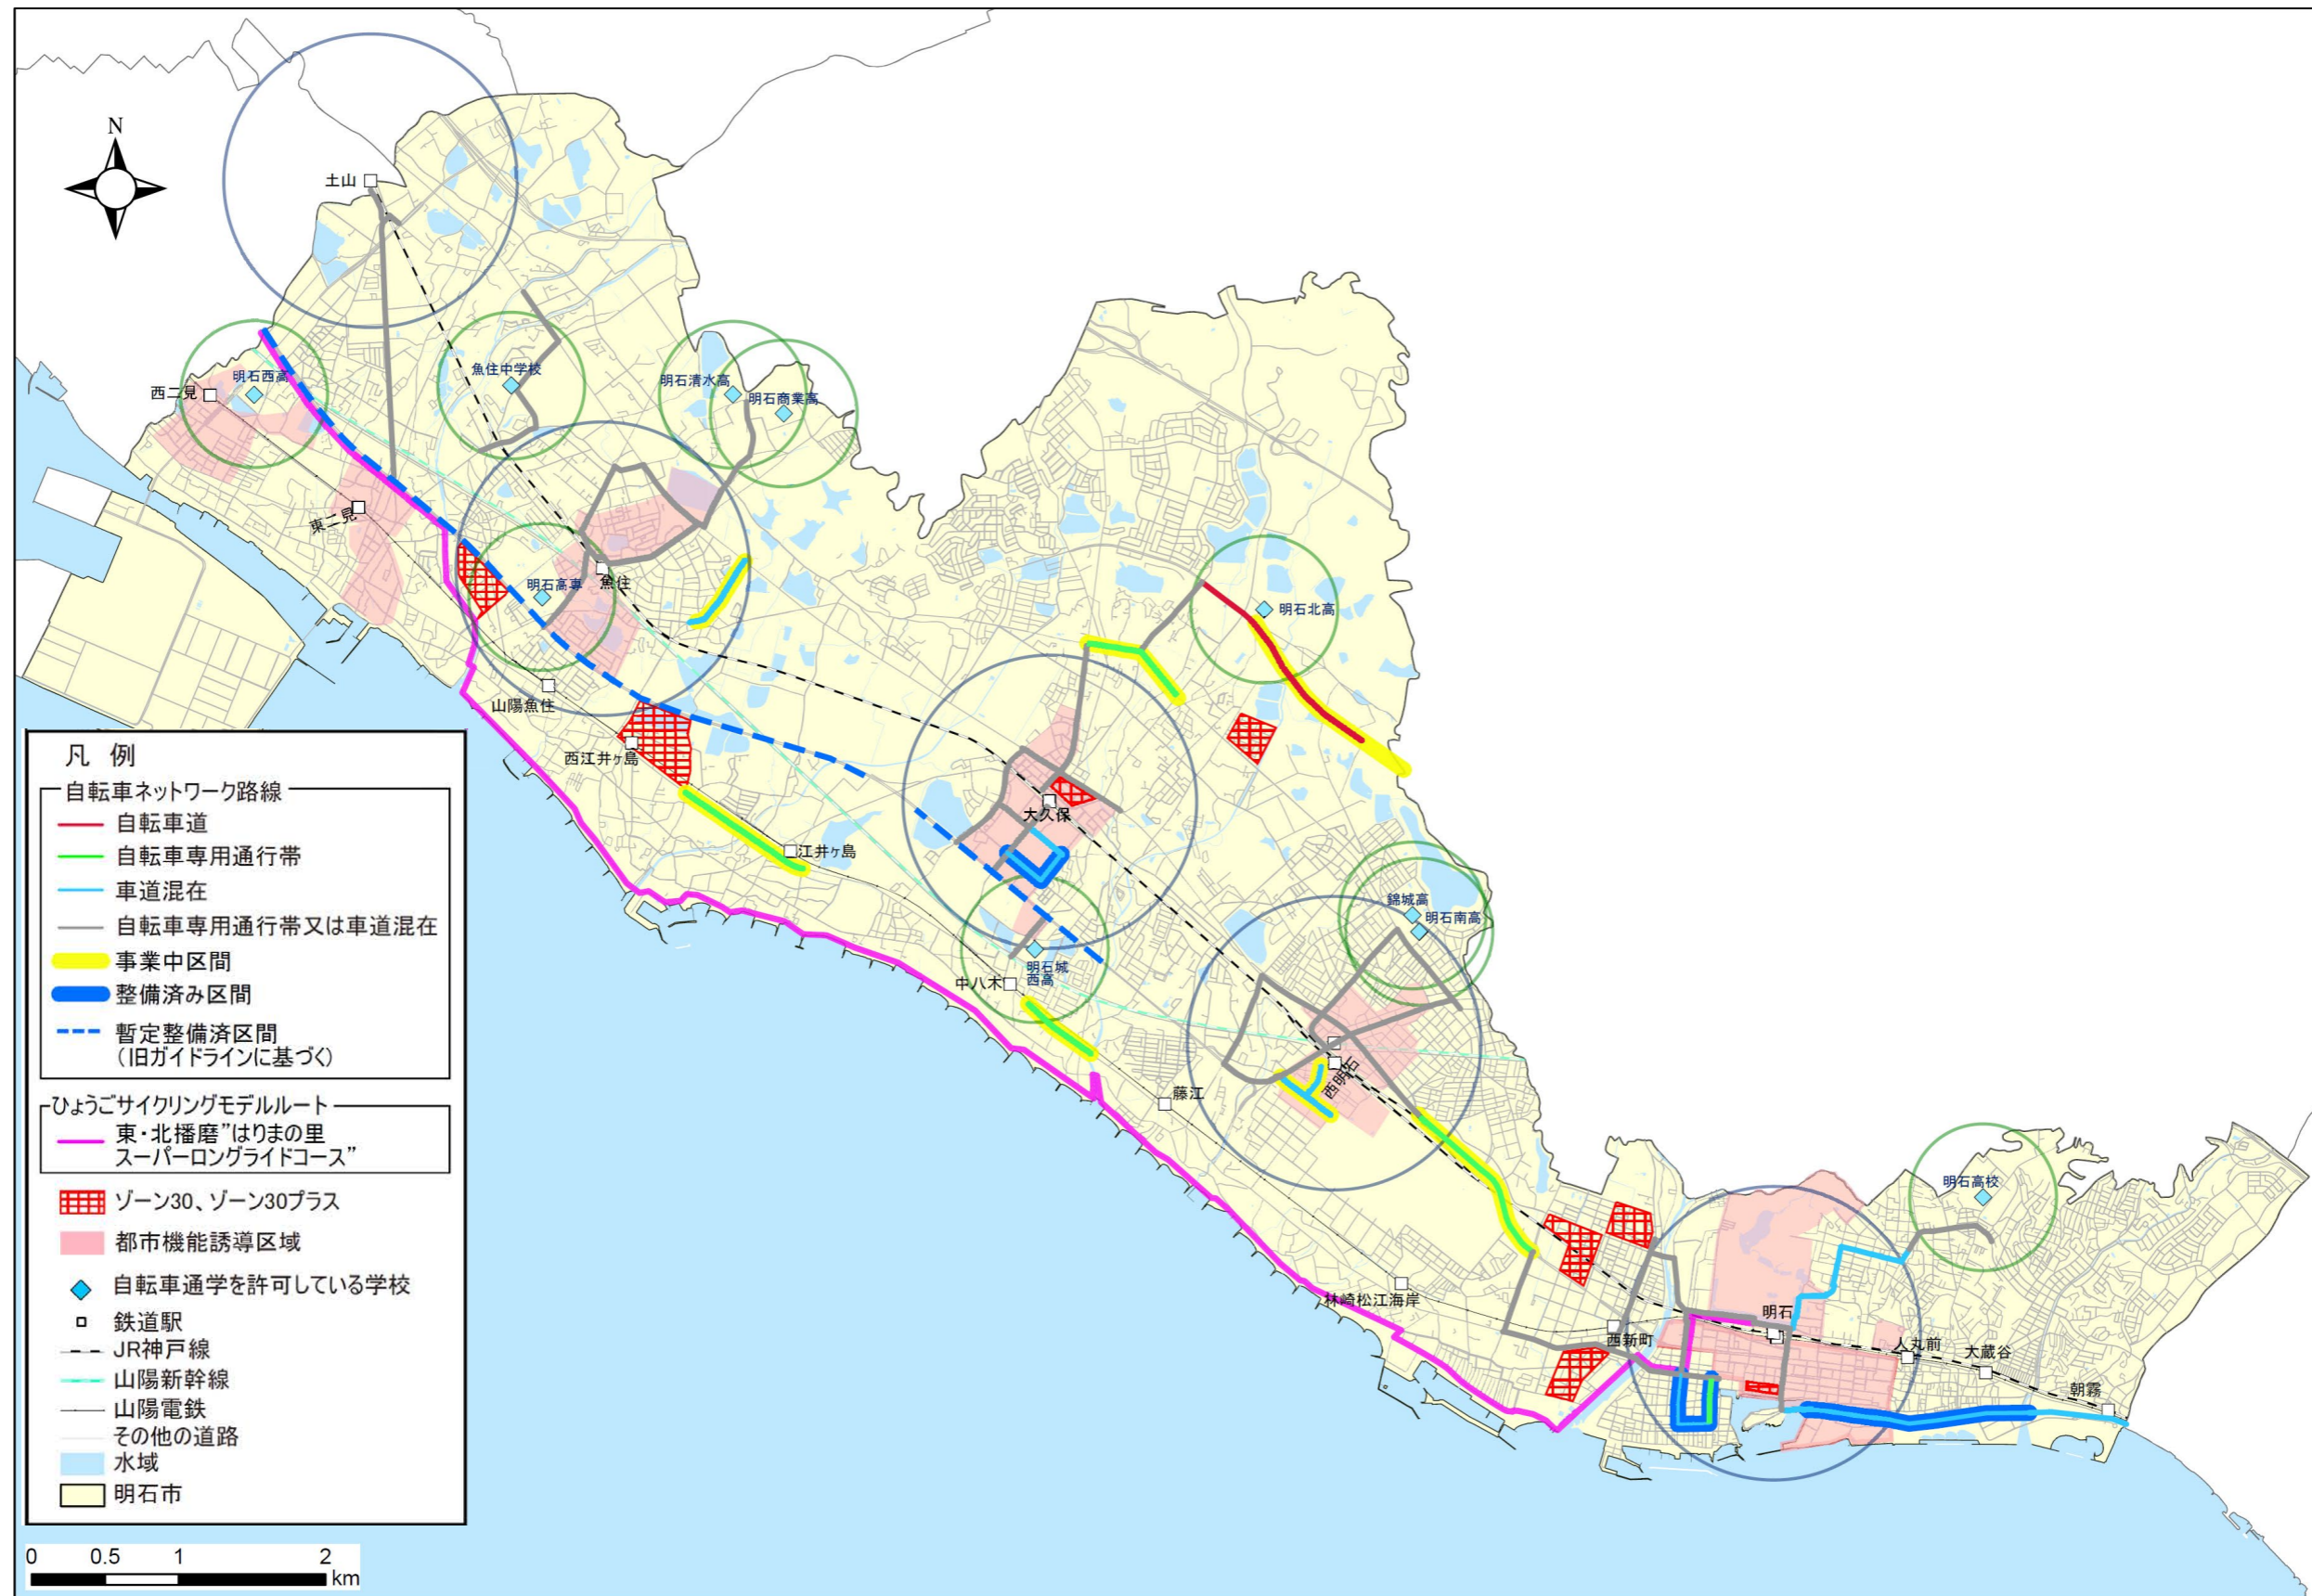 N
土山
西二見
明石西高
魚住中学校
明石清水高
明石商業高
東二見
明石高専
魚住
明石北高
山陽魚住
西江井ヶ島
大久保
江井ヶ島
錦城高
明石南高
明石城
西高
中八木
西明石
藤江
明石高校
林崎松江海岸
西新町
明石
人丸前
大蔵谷
朝霧
凡 例
自転車ネットワーク路線
自転車道
自転車専用通行帯
車道混在
自転車専用通行帯又は車道混在
事業中区間
整備済み区間
暫定整備済区間
(旧ガイドラインに基づく)
ひょうごサイクリングモデルルート
東・北播磨”はりまの里
スーパーロングライドコース”
ゾーン30、ゾーン30プラス
都市機能誘導区域
自転車通学を許可している学校
鉄道駅
JR神戸線
山陽新幹線
山陽電鉄
その他の道路
水域
明石市
0 0.5 1 2
km